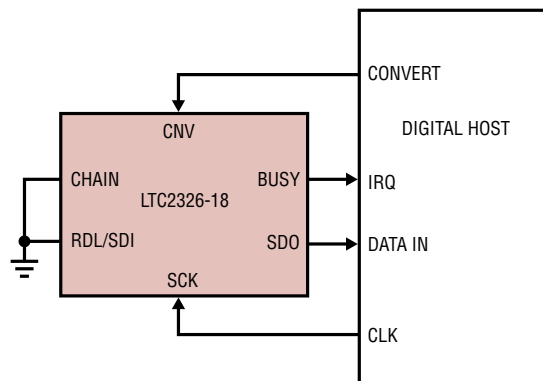 CONVERT
CNV
DIGITAL HOST
CHAIN
BUSY
IRQ
LTC2326-18
RDL/SDI
SDO
DATA IN
SCK
CLK